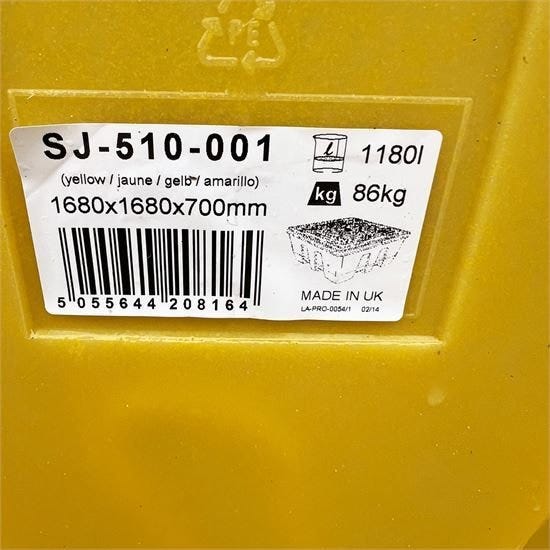 PE
SJ-510-001
(yellow / jaune / gelb / amarillo)
1680x1680x700mm
5 055644 208164
l 1180l
kg 86kg
MADE IN UK
LA-PRO-0054/1 02/14